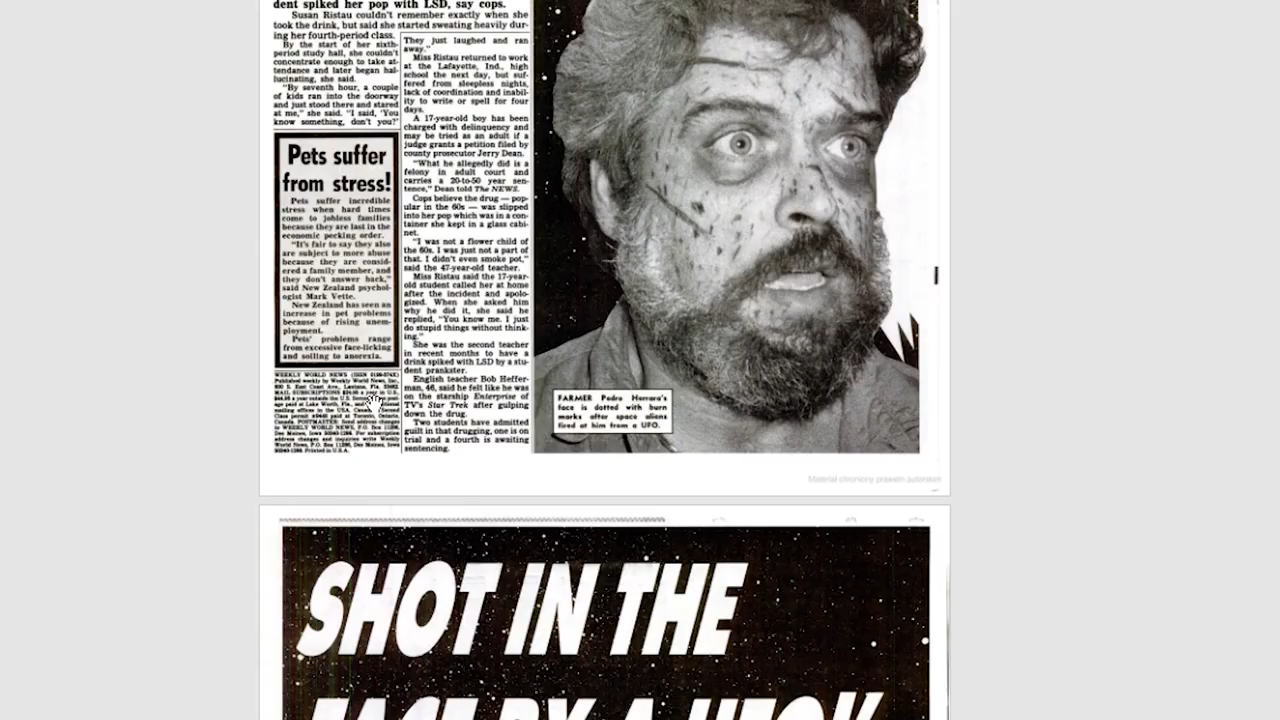 dent spiked her pop with LSD, say cops.
Susan Ristau couldn't remember exactly when she
took the drink, but said she started sweating heavily dur-
ing her fourth-period class.
By the start of her sixth-
period study hall, she couldn't
concentrate enough to take at-
tendance and later began hal-
lucinating, she said.
"By seventh hour, a couple
of kids ran into the doorway
and just stood there and stared
at me," she said. "I said, 'You
know something, don't you?'
Pets suffer
from stress!
Pets suffer incredible
stress when hard times
come to jobless families
because they are last in the
economic pecking order.
"It's fair to say they also
are subject to more abuse
because they are consid-
ered a family member, and
they don't answer back,"
said New Zealand psychol-
ogist Mark Vette.
New Zealand has seen an
increase in pet problems
because of rising unem-
ployment.
Pets' problems range
from excessive face-licking
and soiling to anorexia.
WEEKLY WORLD NEWS
Published weekly by Weekly World News, Inc.,
They just laughed and ran
away."
Miss Ristau returned to work
at the Lafayette, Ind., high
school the next day, but suf-
fered from sleepless nights,
lack of coordination and inabil-
ity to write or spell for four
days.
A 17-year-old boy has been
charged with delinquency and
may be tried as an adult if a
judge grants a petition filed by
county prosecutor Jerry Dean.
"What he allegedly did is a
felony in adult court and
carries a 20-to-50 year sen-
tence," Dean told The NEWS.
Cops believe the drug — pop-
ular in the 60s — was slipped
into her pop which was in a con-
tainer she kept in a glass cabi-
net.
"I was not a flower child of
the 60s. I was just not a part of
that. I didn't even smoke pot,"
said the 47-year-old teacher.
Miss Ristau said the 17-year-
old student called her at home
after the incident and apolo-
gized. When she asked him
why he did it, she said he
replied, "You know me. I just
do stupid things without think-
ing."
She was the second teacher
in recent months to have a
drink spiked with LSD by a stu-
dent prankster.
English teacher Bob Heffer-
man, 46, said he felt like he was
on the starship Enterprise of
TV's Star Trek after gulping
down the drug.
Two students have admitted
guilt in that drugging, one is on
trial and a fourth is awaiting
sentencing.
FARMER Pedro Herrara's
face is dotted with burn
marks after space aliens
fired at him from a UFO.
Materiał chroniony prawem autorskim
SHOT IN THE
FACE BY A UFO!